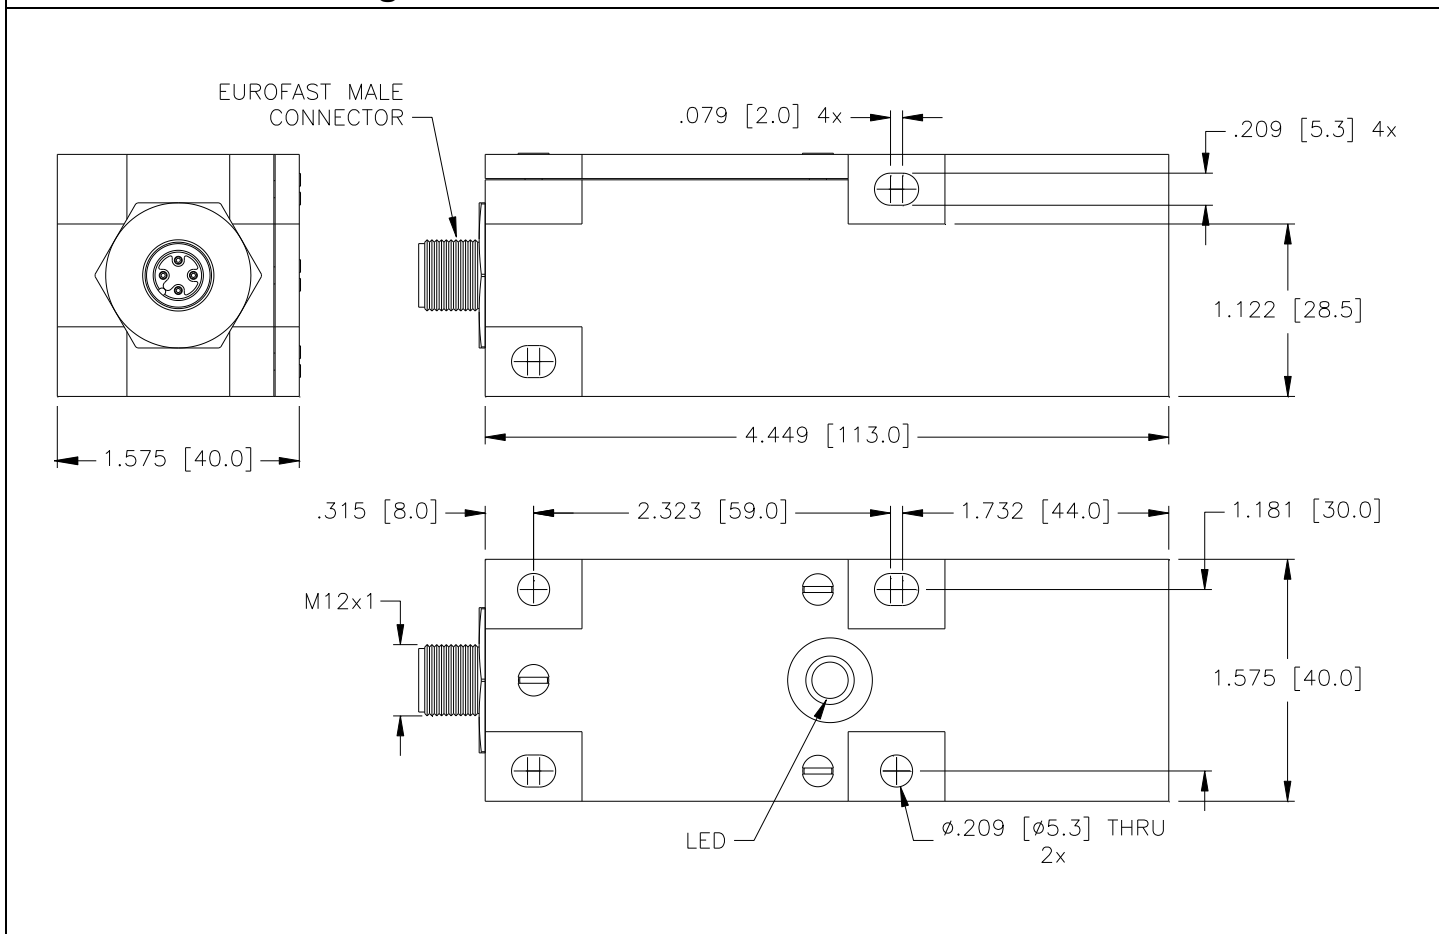 EUROFAST MALE
CONNECTOR
.079 [2.0] 4x
.209 [5.3] 4x
1.122 [28.5]
4.449 [113.0]
1.575 [40.0]
.315 [8.0]
2.323 [59.0]
1.732 [44.0]
1.181 [30.0]
M12x1
1.575 [40.0]
LED
ø.209 [ø5.3] THRU
2x